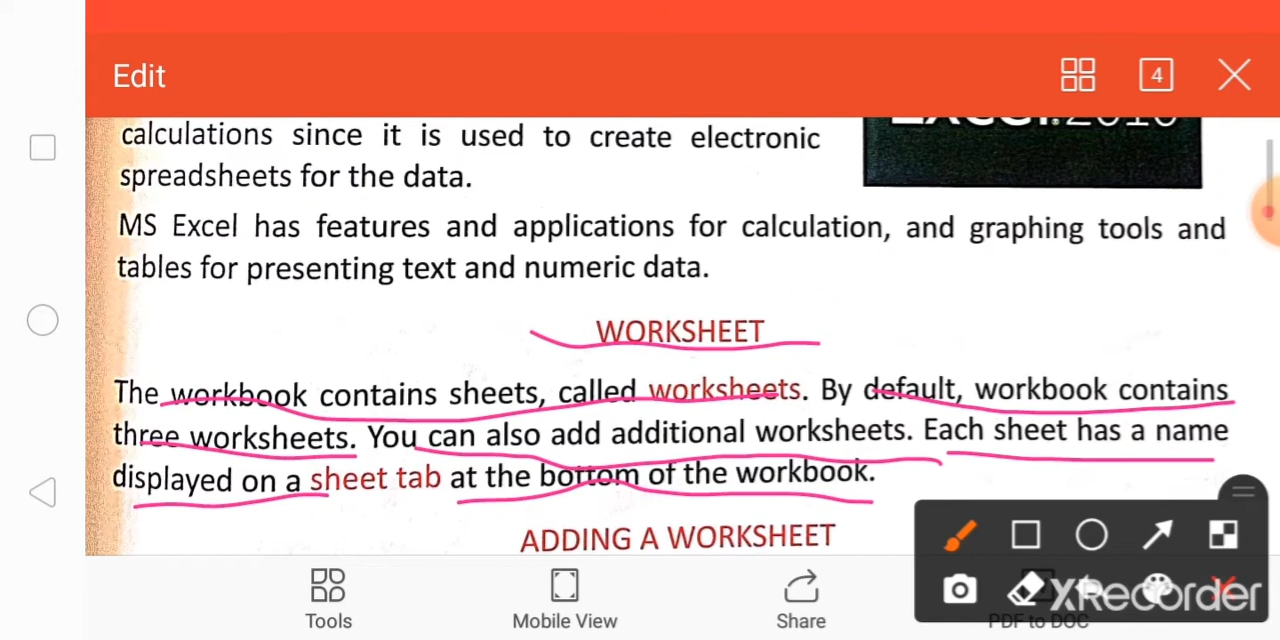 Edit
4
calculations since it is used to create electronic
spreadsheets for the data.
MS Excel has features and applications for calculation, and graphing tools and
tables for presenting text and numeric data.
WORKSHEET
The workbook contains sheets, called worksheets. By default, workbook contains
three worksheets. You can also add additional worksheets. Each sheet has a name
displayed on a sheet tab at the bottom of the workbook.
ADDING A WORKSHEET
Tools
Mobile View
Share
PDF to DOC
XRecorder